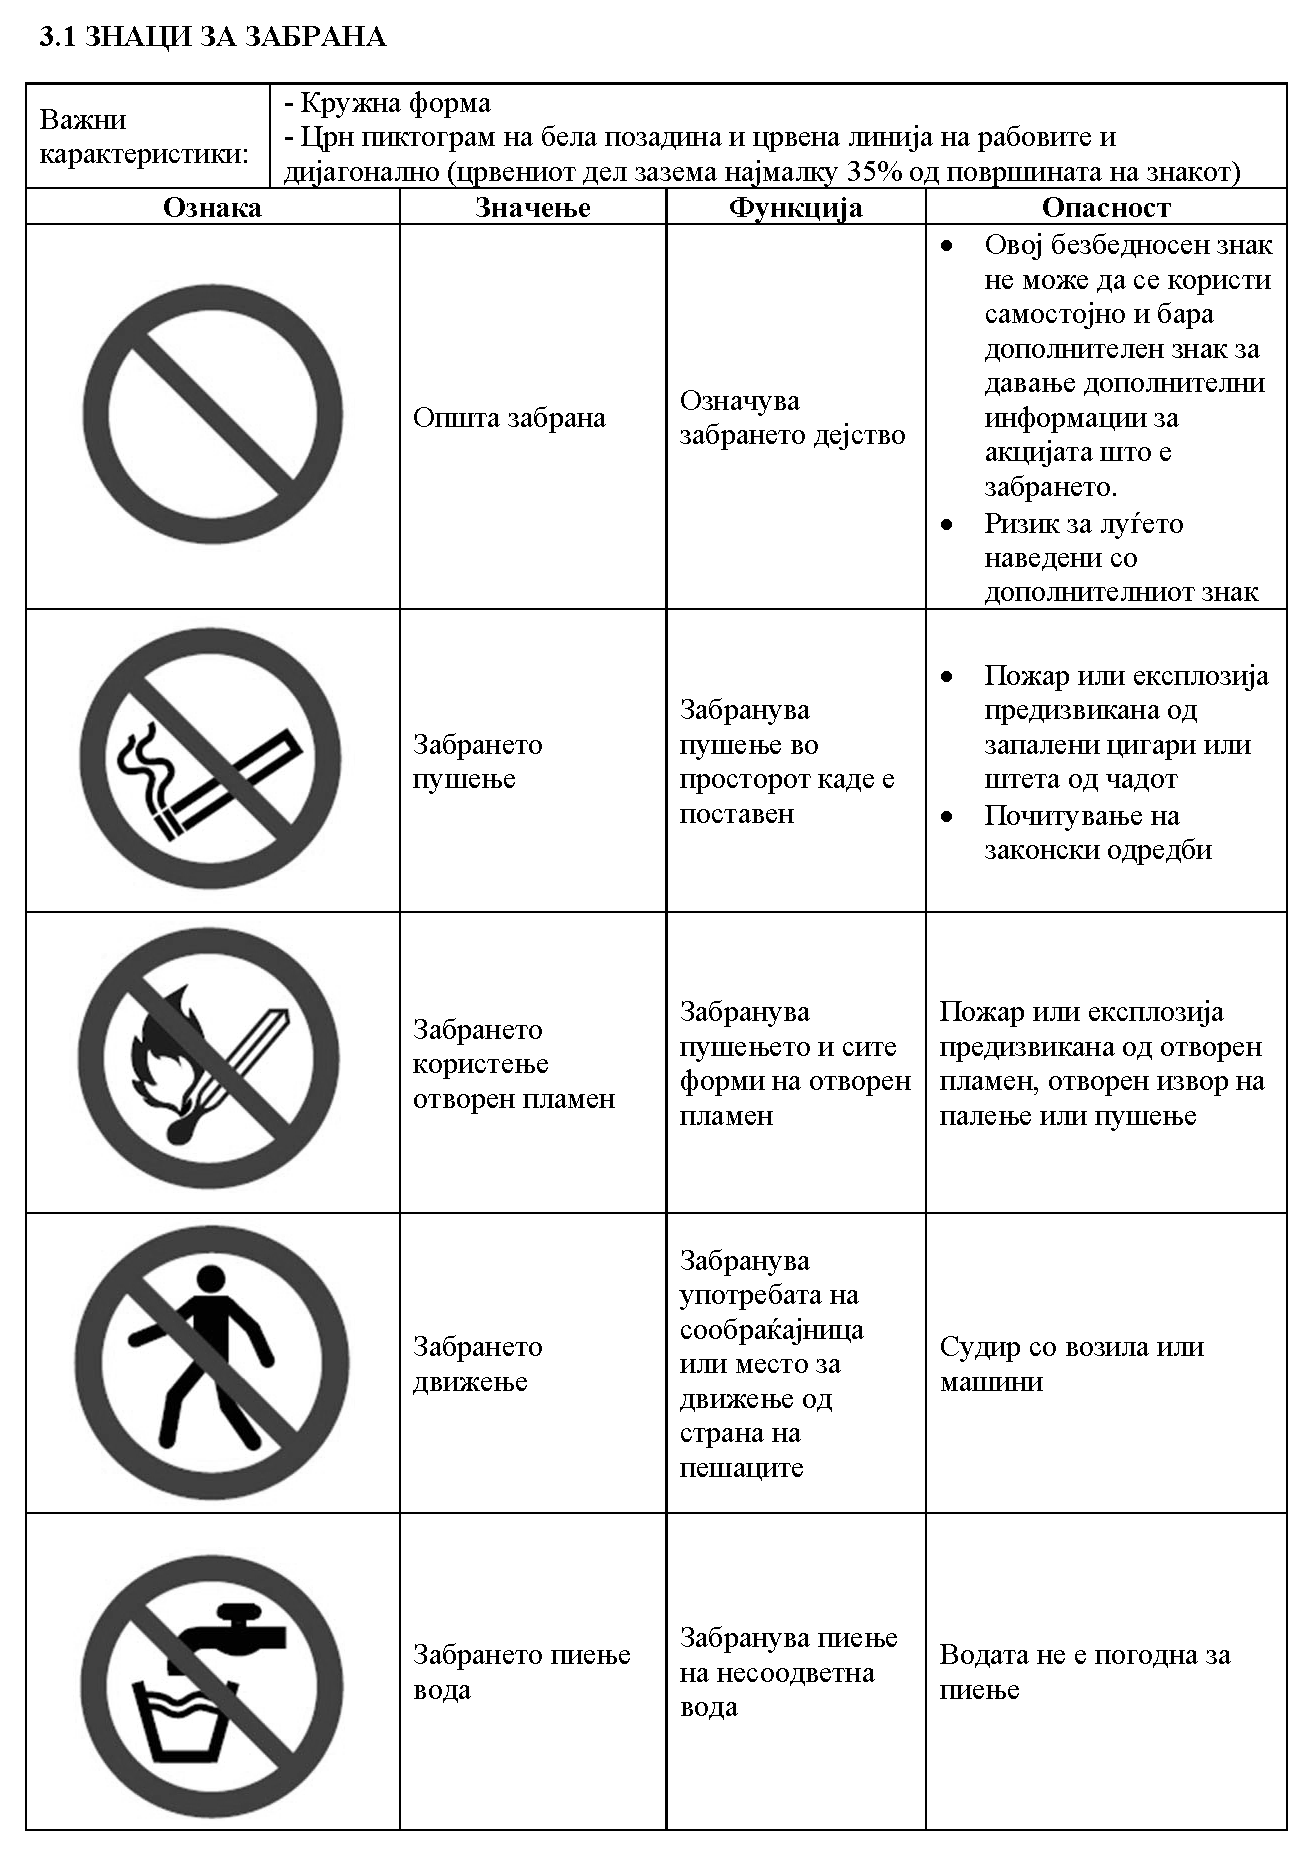 3.1 ЗНАЦИ ЗА ЗАБРАНА
Важни
карактеристики:
- Кружна форма
- Црн пиктограм на бела позадина и црвена линија на рабовите и
дијагонално (црвениот дел зазема најмалку 35% од површината на знакот)
Ознака
Значење
Функција
Опасност
Општа забрана
Означува
забрането дејство
• Овој безбедносен знак
не може да се користи
самостојно и бара
дополнителен знак за
давање дополнителни
информации за
акцијата што е
забрането.
• Ризик за луѓето
наведени со
дополнителниот знак
Забрането
пушење
Забранува
пушење во
просторот каде е
поставен
• Пожар или експлозија
предизвикана од
запалени цигари или
штета од чадот
• Почитување на
законски одредби
Забрането
користење
отворен пламен
Забранува
пушењето и сите
форми на отворен
пламен
Пожар или експлозија
предизвикана од отворен
пламен, отворен извор на
палење или пушење
Забрането
движење
Забранува
употребата на
сообраќајница
или место за
движење од
страна на
пешаците
Судир со возила или
машини
Забрането пиење
вода
Забранува пиење
на несоодветна
вода
Водата не е погодна за
пиење